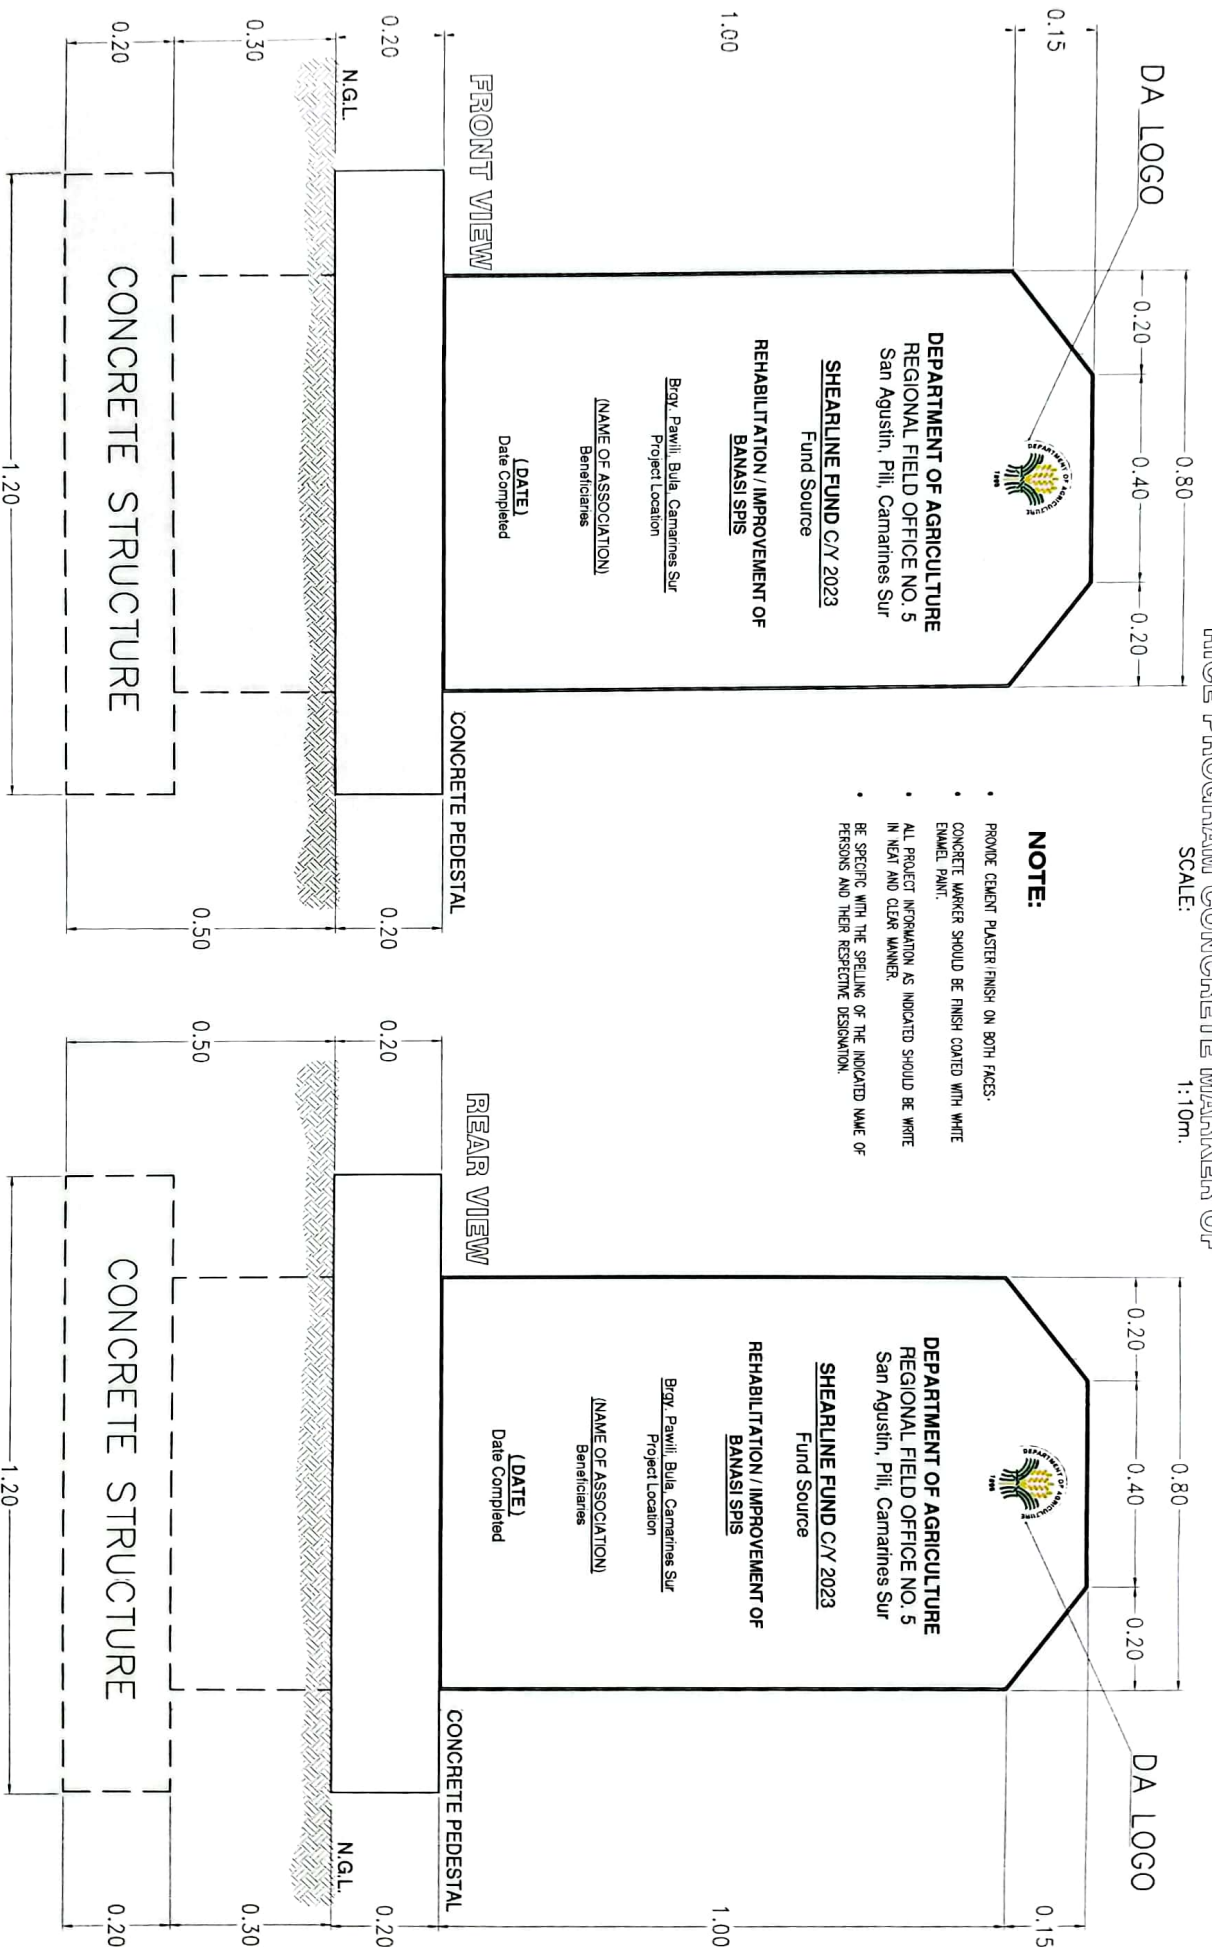 RICE PROGRAM CONCRETE MARKER OF
SCALE: 1:10m.
DA LOGO
0.80
0.20 0.40 0.20
0.15
1.00
0.20
0.30
0.20
DEPARTMENT OF AGRICULTURE
1898
DEPARTMENT OF AGRICULTURE
REGIONAL FIELD OFFICE NO. 5
San Agustin, Pili, Camarines Sur
SHEARLINE FUND C/Y 2023
Fund Source
REHABILITATION / IMPROVEMENT OF
BANASI SPIS
Brgy. Pawili, Bula, Camarines Sur
Project Location
(NAME OF ASSOCIATION)
Beneficiaries
( DATE )
Date Completed
FRONT VIEW
CONCRETE PEDESTAL
N.G.L.
0.20
0.50
CONCRETE STRUCTURE
1.20
NOTE:
• PROVIDE CEMENT PLASTER FINISH ON BOTH FACES.
• CONCRETE MARKER SHOULD BE FINISH COATED WITH WHITE
ENAMEL PAINT.
• ALL PROJECT INFORMATION AS INDICATED SHOULD BE WRITE
IN NEAT AND CLEAR MANNER.
• BE SPECIFIC WITH THE SPELLING OF THE INDICATED NAME OF
PERSONS AND THEIR RESPECTIVE DESIGNATION.
0.80
0.20 0.40 0.20
DA LOGO
0.15
1.00
0.20
0.30
0.20
DEPARTMENT OF AGRICULTURE
1898
DEPARTMENT OF AGRICULTURE
REGIONAL FIELD OFFICE NO. 5
San Agustin, Pili, Camarines Sur
SHEARLINE FUND C/Y 2023
Fund Source
REHABILITATION / IMPROVEMENT OF
BANASI SPIS
Brgy. Pawili, Bula, Camarines Sur
Project Location
(NAME OF ASSOCIATION)
Beneficiaries
( DATE )
Date Completed
REAR VIEW
CONCRETE PEDESTAL
N.G.L.
0.20
0.50
CONCRETE STRUCTURE
1.20